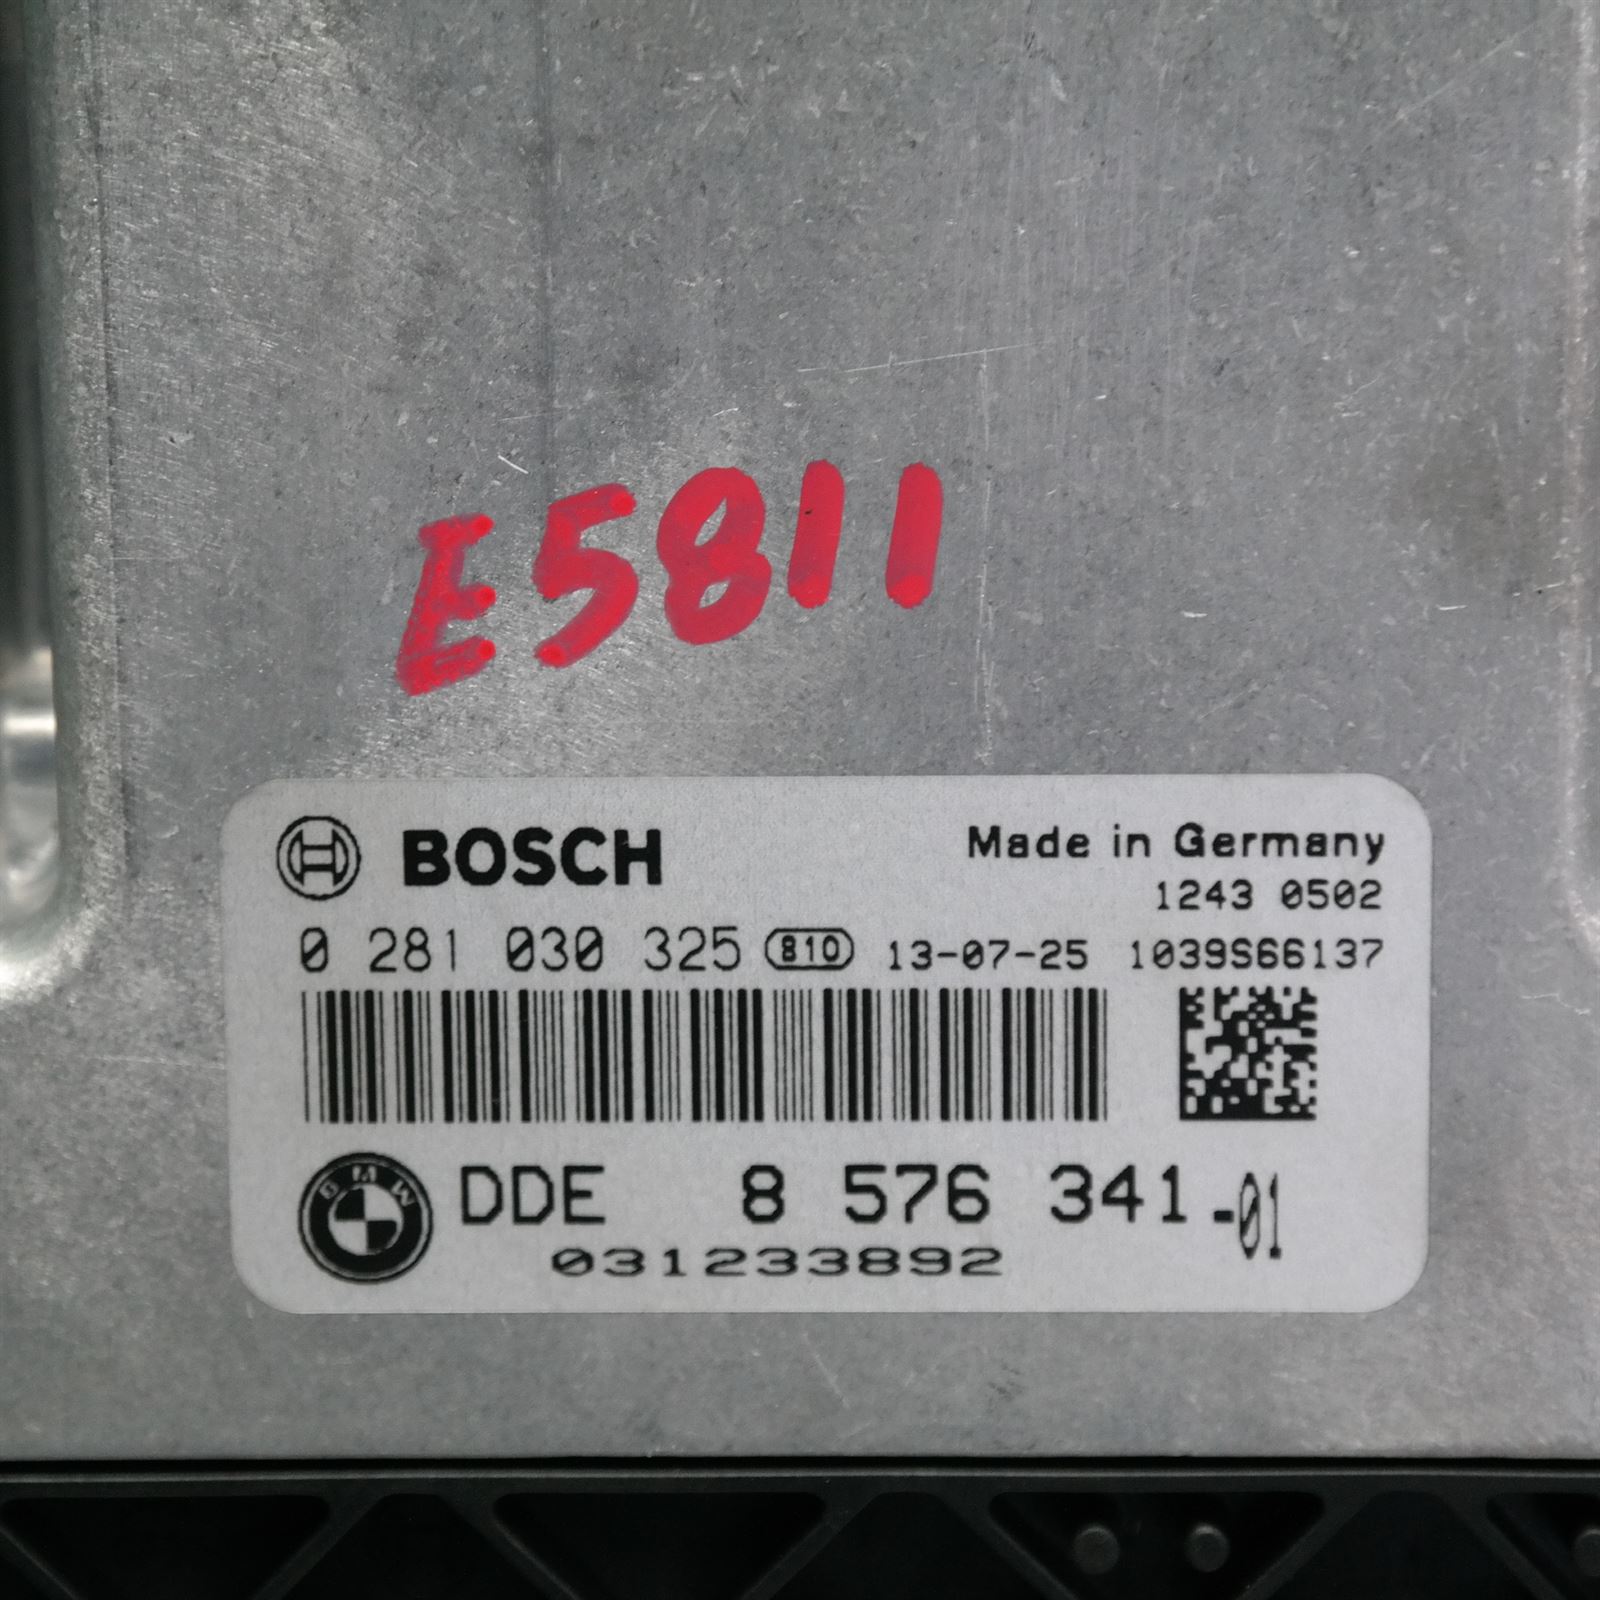 E5811
BOSCH
Made in Germany
1243 0502
0 281 030 325 810 13-07-25 1039S66137
BMW
DDE 8 576 341-01
031233892